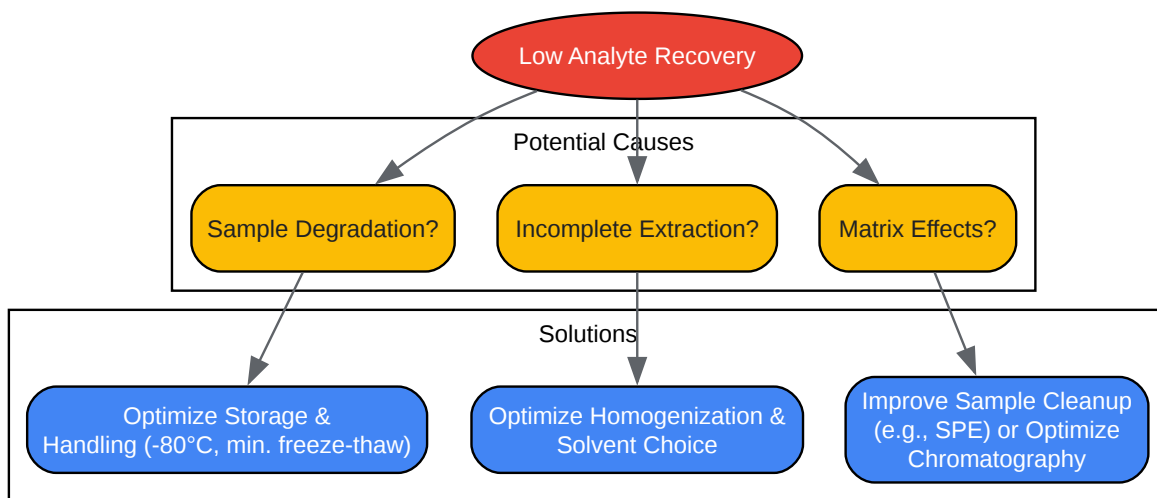 Low Analyte Recovery
Potential Causes
Sample Degradation?
Incomplete Extraction?
Matrix Effects?
Solutions
Optimize Storage &
Handling (-80°C, min. freeze-thaw)
Optimize Homogenization &
Solvent Choice
Improve Sample Cleanup
(e.g., SPE) or Optimize
Chromatography